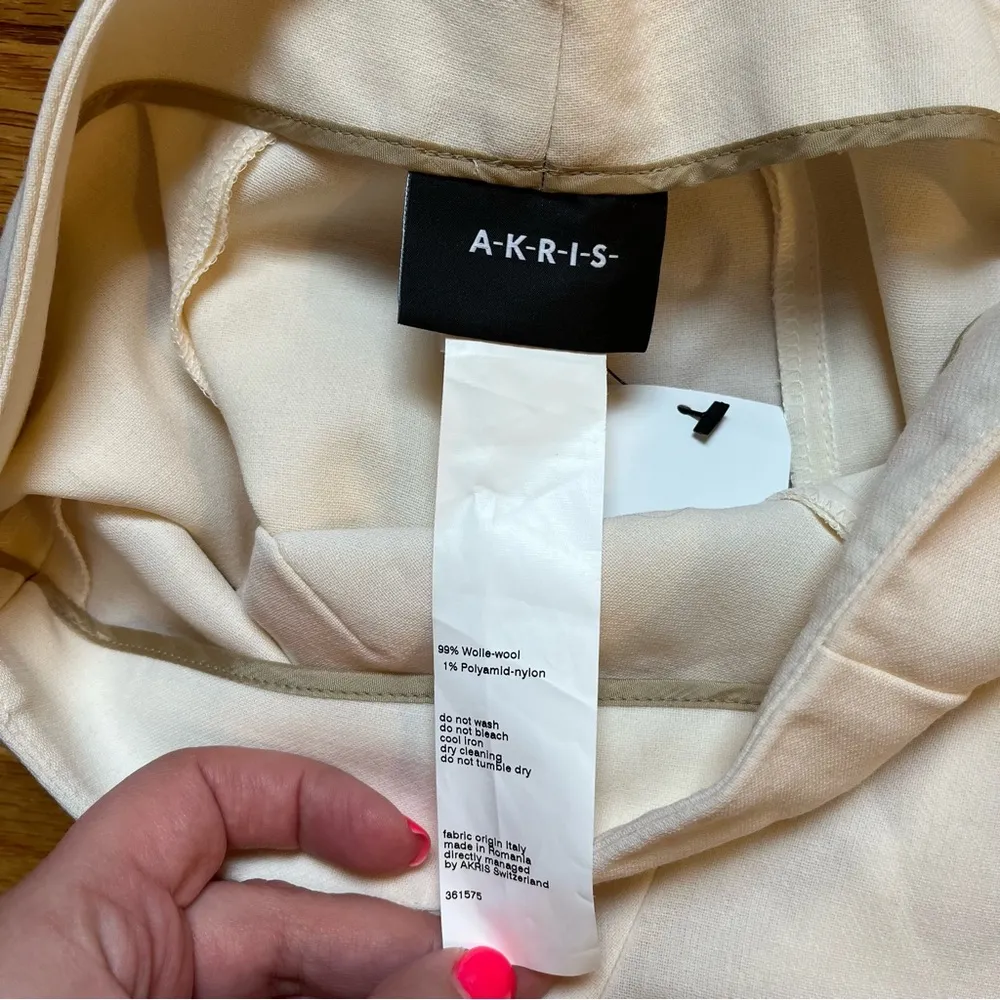 A-K-R-I-S-
99% Wolle-wool
1% Polyamid-nylon
do not wash
do not bleach
cool iron
dry cleaning
do not tumble dry
fabric origin Italy
made in Romania
directly managed
by AKRIS Switzerland
361575